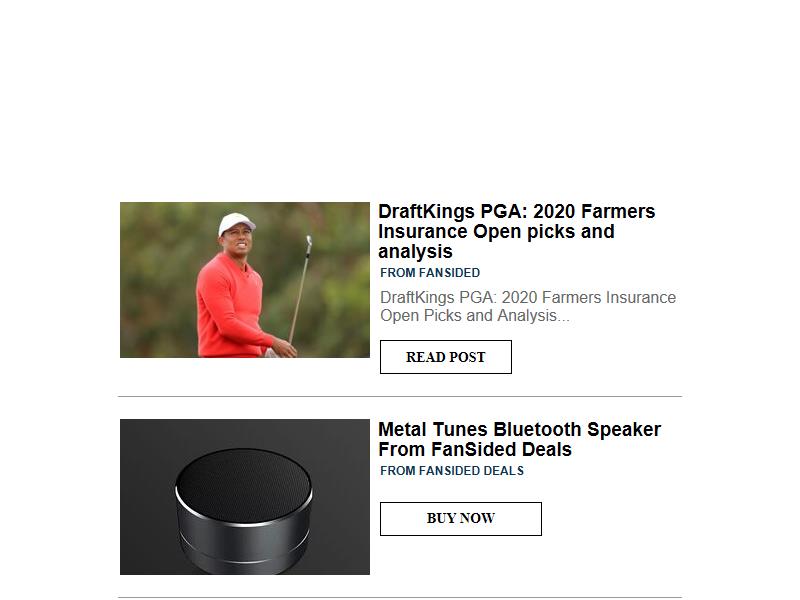 DraftKings PGA: 2020 Farmers
Insurance Open picks and
analysis
FROM FANSIDED
DraftKings PGA: 2020 Farmers Insurance
Open Picks and Analysis...
READ POST
Metal Tunes Bluetooth Speaker
From FanSided Deals
FROM FANSIDED DEALS
BUY NOW